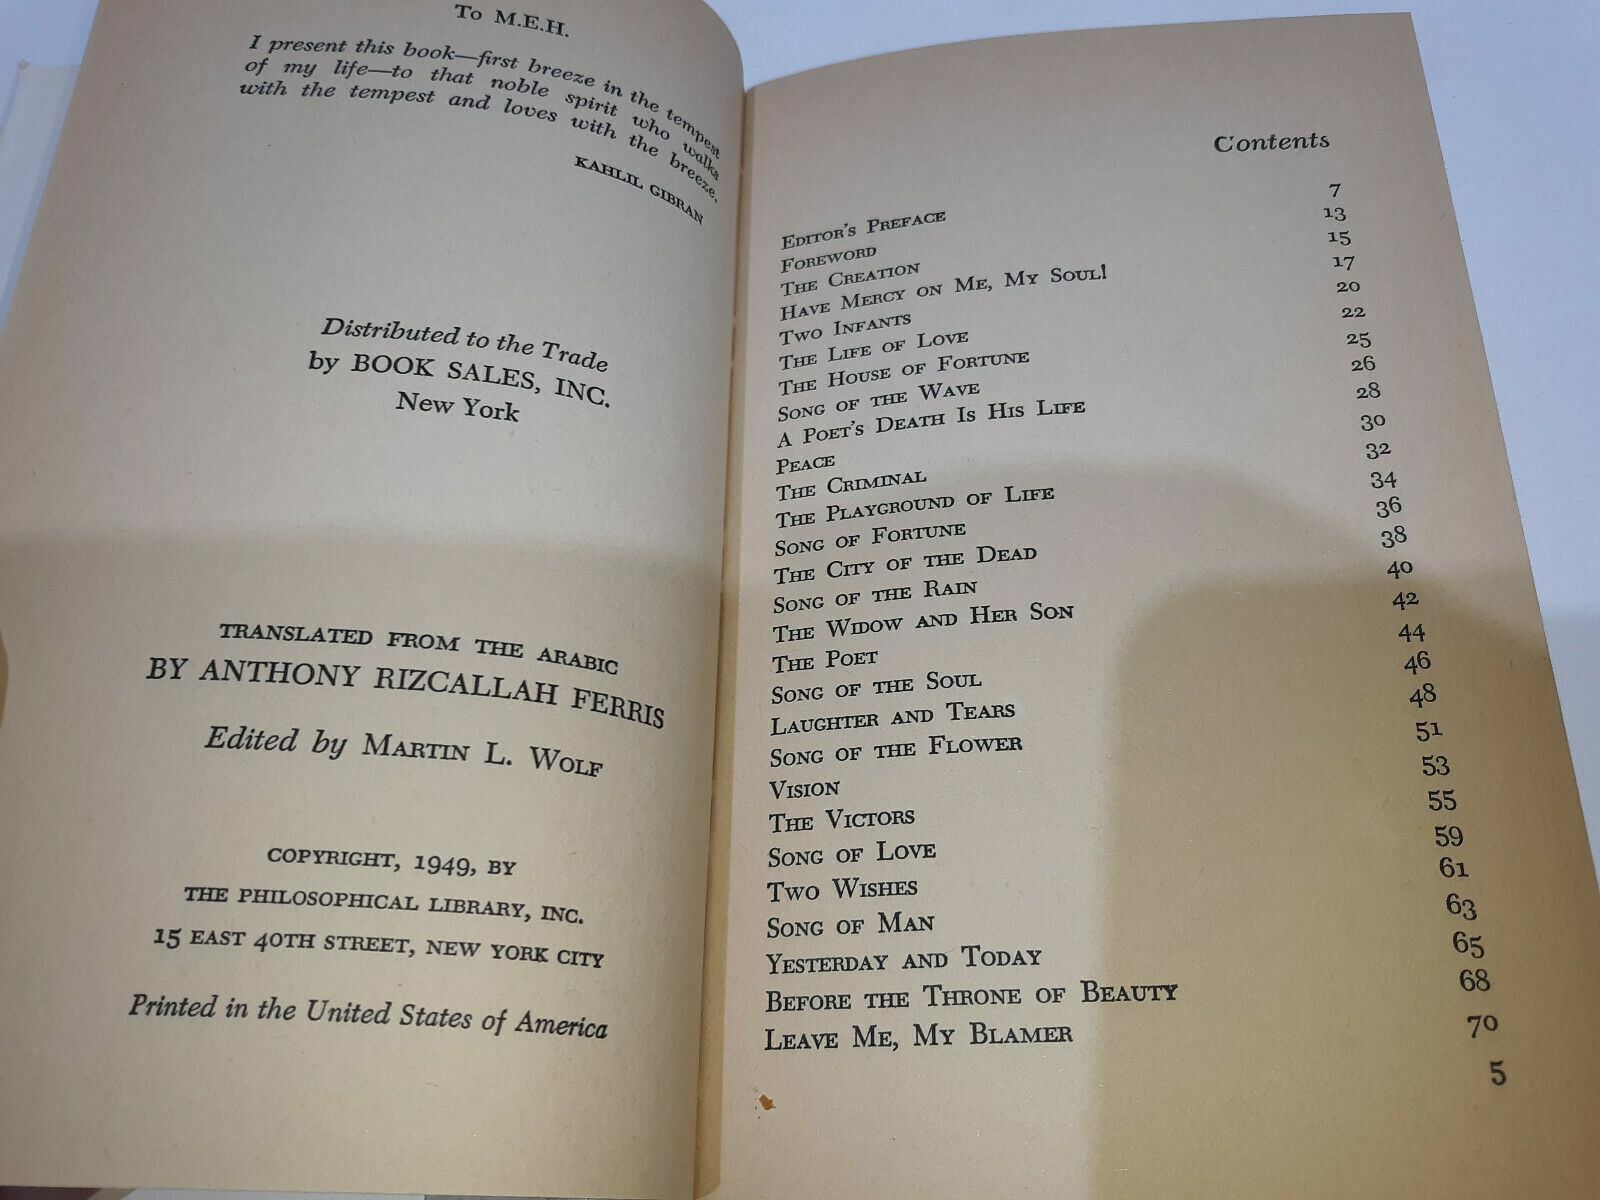 To M.E.H.
I present this book—first breeze in the tempest
of my life—to that noble spirit who walks
with the tempest and loves with the breeze.
KAHLIL GIBRAN
Distributed to the Trade
by BOOK SALES, INC.
New York
TRANSLATED FROM THE ARABIC
BY ANTHONY RIZCALLAH FERRIS
Edited by MARTIN L. WOLF
COPYRIGHT, 1949, BY
THE PHILOSOPHICAL LIBRARY, INC.
15 EAST 40TH STREET, NEW YORK CITY
Printed in the United States of America
Contents
EDITOR'S PREFACE 7
FOREWORD 13
THE CREATION 15
HAVE MERCY ON ME, MY SOUL! 17
TWO INFANTS 20
THE LIFE OF LOVE 22
THE HOUSE OF FORTUNE 25
SONG OF THE WAVE 26
A POET'S DEATH IS HIS LIFE 28
PEACE 30
THE CRIMINAL 32
THE PLAYGROUND OF LIFE 34
SONG OF FORTUNE 36
THE CITY OF THE DEAD 38
SONG OF THE RAIN 40
THE WIDOW AND HER SON 42
THE POET 44
SONG OF THE SOUL 46
LAUGHTER AND TEARS 48
SONG OF THE FLOWER 51
VISION 53
THE VICTORS 55
SONG OF LOVE 59
TWO WISHES 61
SONG OF MAN 63
YESTERDAY AND TODAY 65
BEFORE THE THRONE OF BEAUTY 68
LEAVE ME, MY BLAMER 70
5